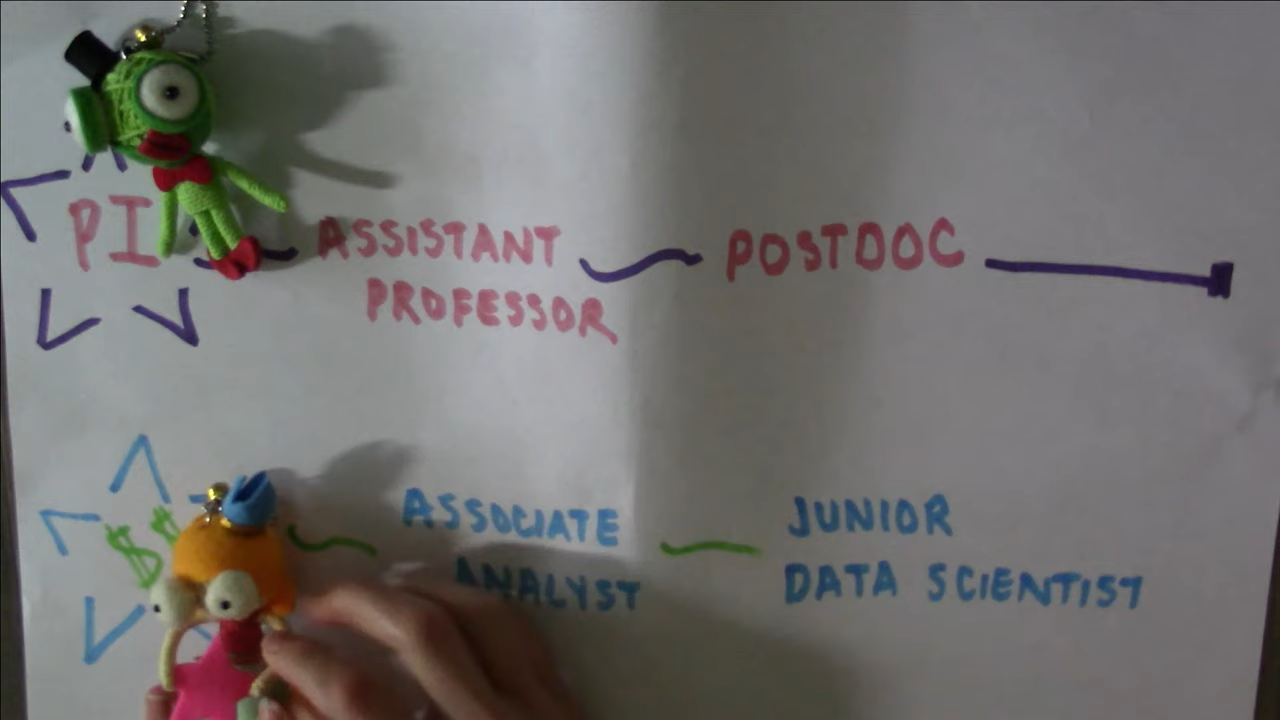 PI
ASSISTANT
PROFESSOR
POSTDOC
$$
ASSOCIATE
ANALYST
JUNIOR
DATA SCIENTIST